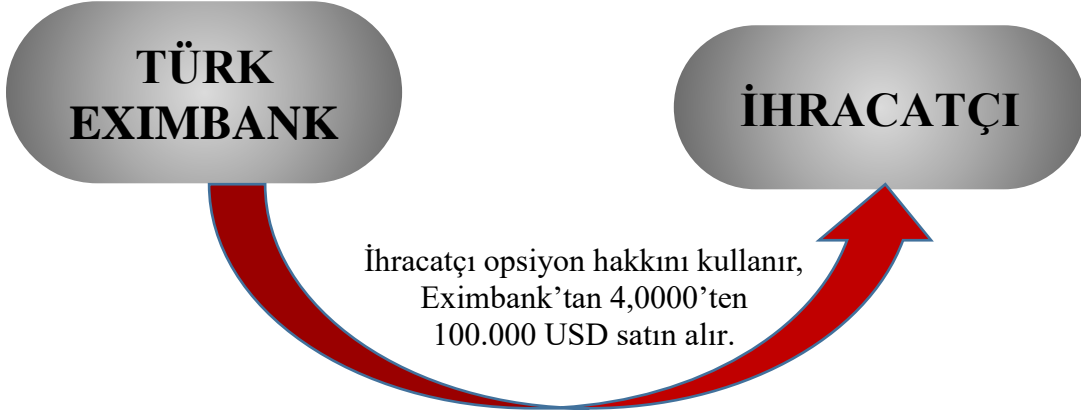 TÜRK
EXIMBANK
İHRACATÇI
İhracatçı opsiyon hakkını kullanır,
Eximbank’tan 4,0000’ten
100.000 USD satın alır.